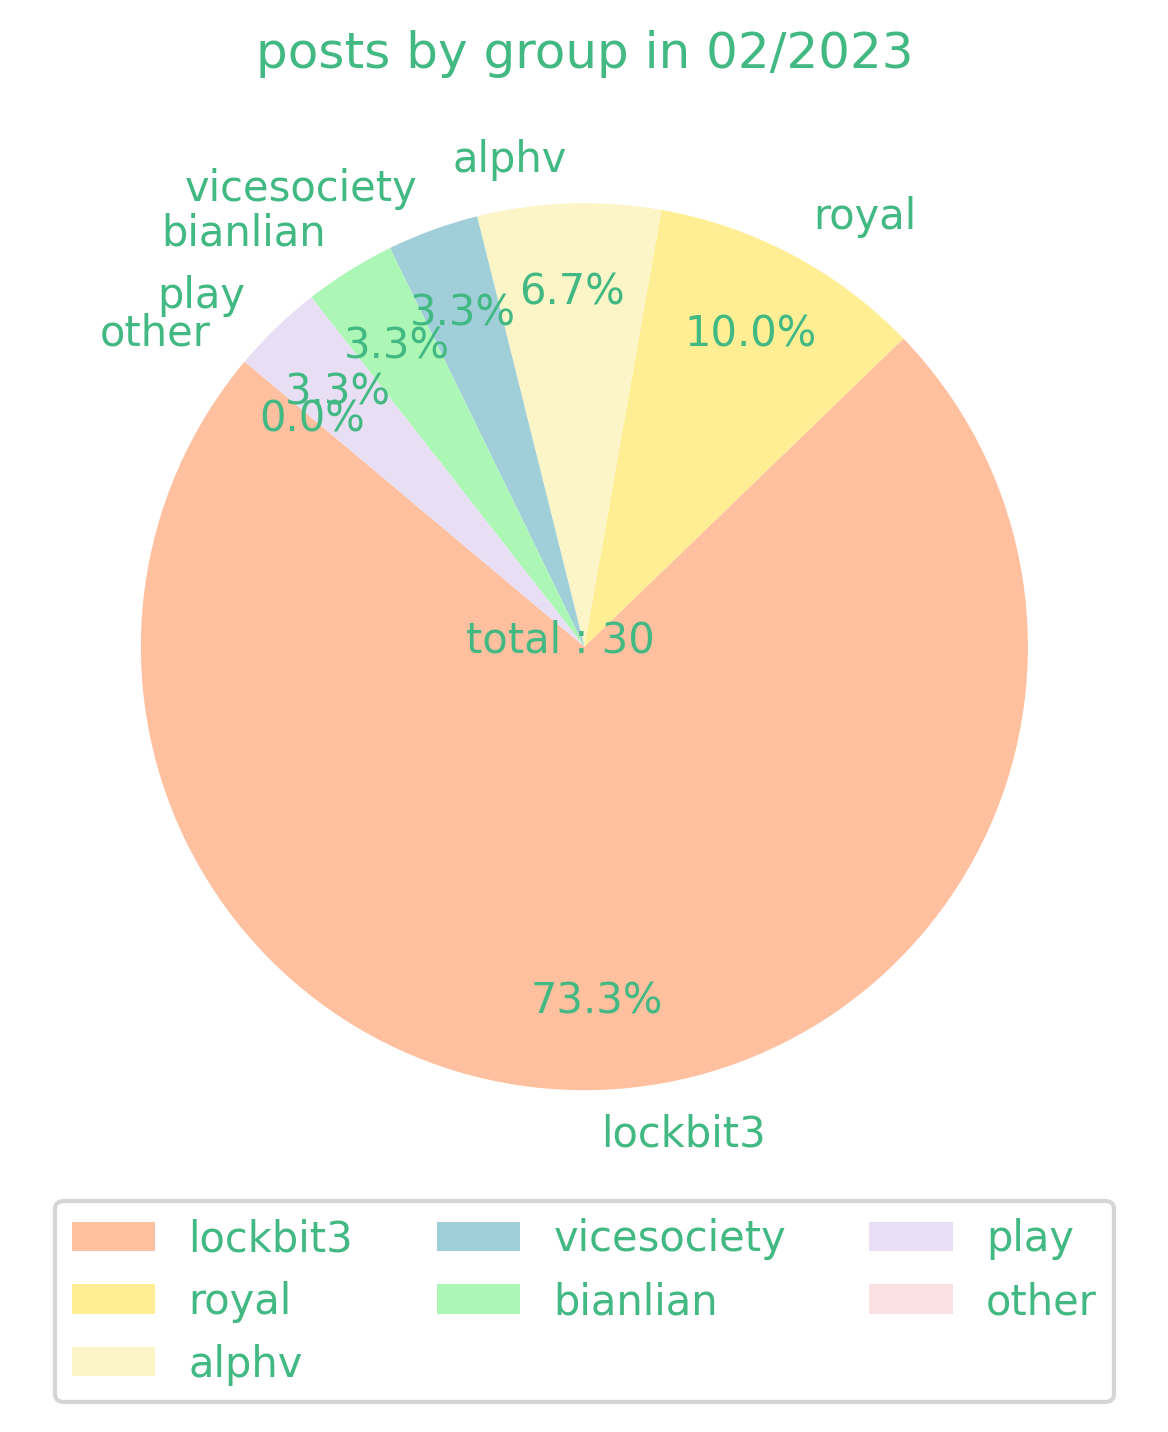 posts by group in 02/2023
alphv
vicesociety
royal
bianlian
play
other
6.7%
3.3%
10.0%
3.3%
3.3%
0.0%
total : 30
73.3%
lockbit3
lockbit3
royal
alphv
vicesociety
bianlian
play
other